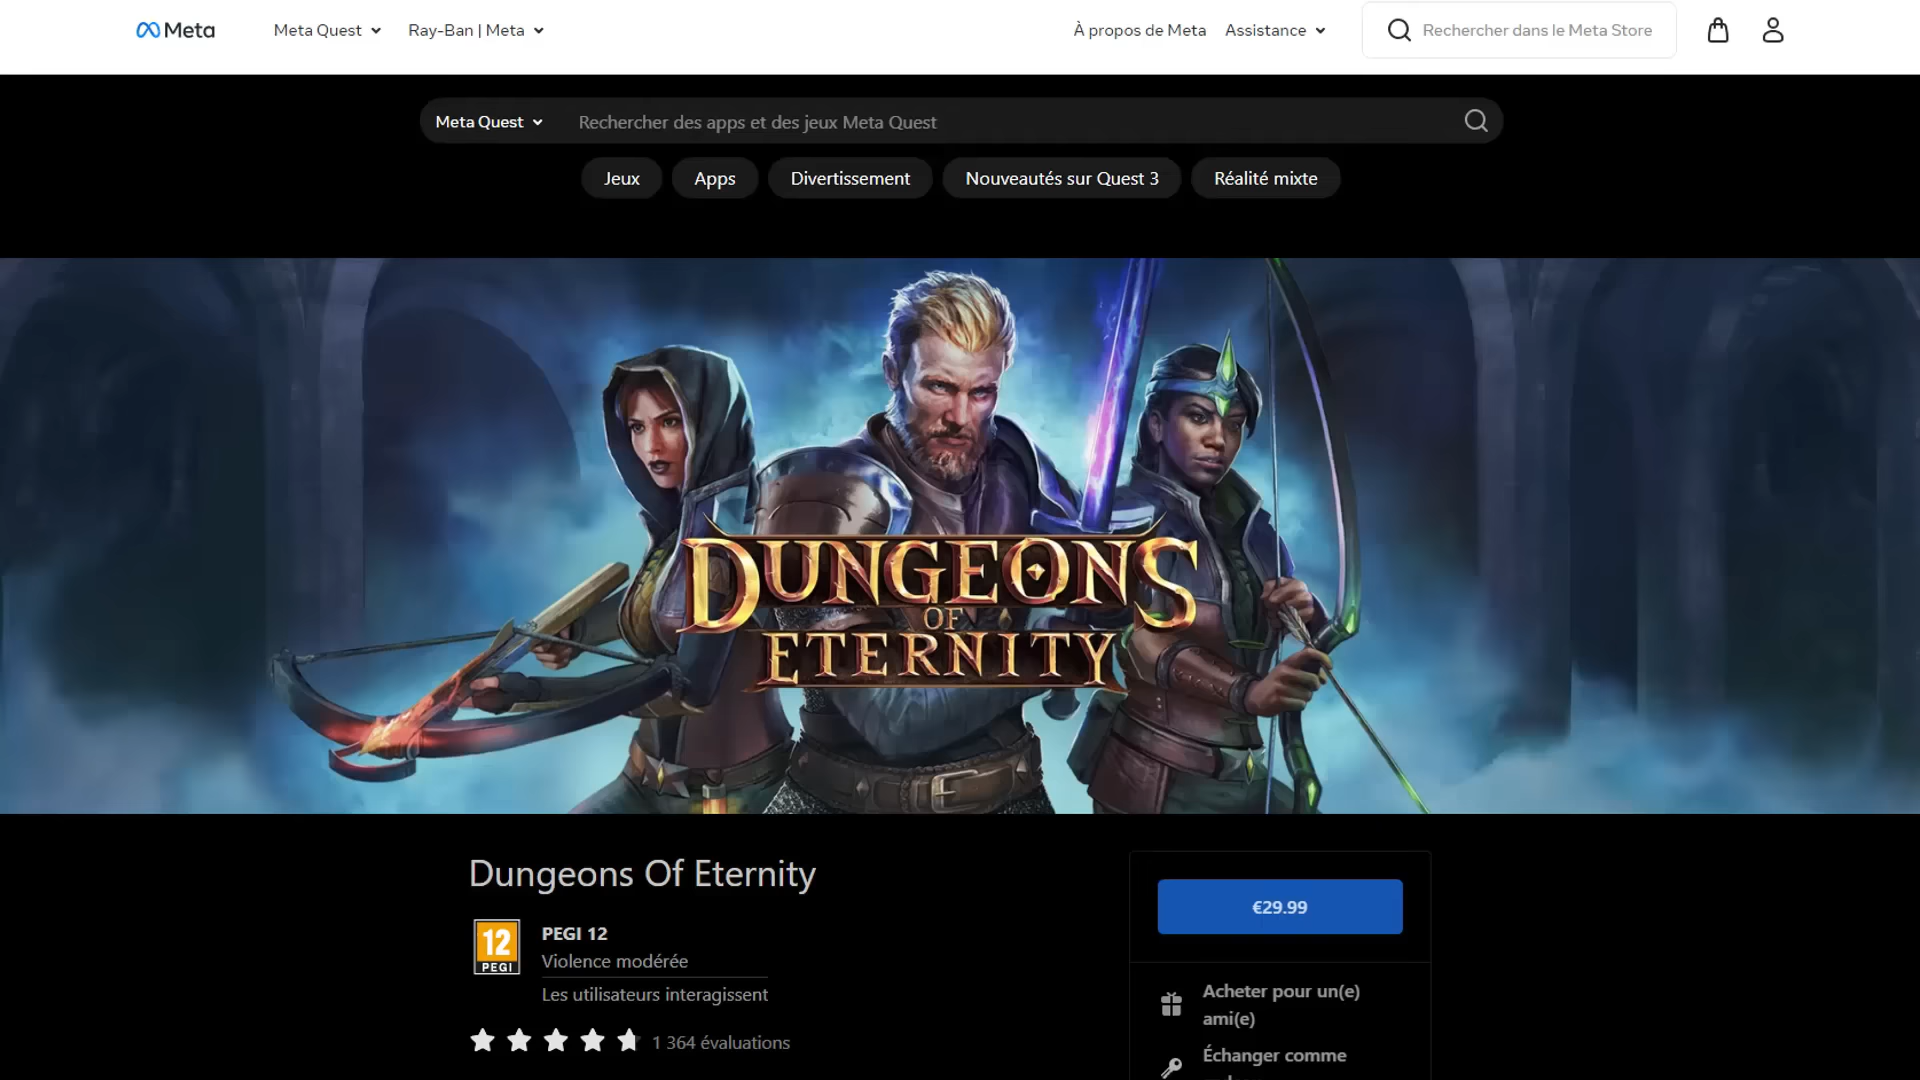 Meta
Meta Quest
Ray-Ban | Meta
À propos de Meta
Assistance
Rechercher dans le Meta Store
Meta Quest
Rechercher des apps et des jeux Meta Quest
Jeux
Apps
Divertissement
Nouveautés sur Quest 3
Réalité mixte
DUNGEONS
OF
ETERNITY
Dungeons Of Eternity
12
PEGI
PEGI 12
Violence modérée
Les utilisateurs interagissent
1 364 évaluations
€29.99
Acheter pour un(e)
ami(e)
Échanger comme